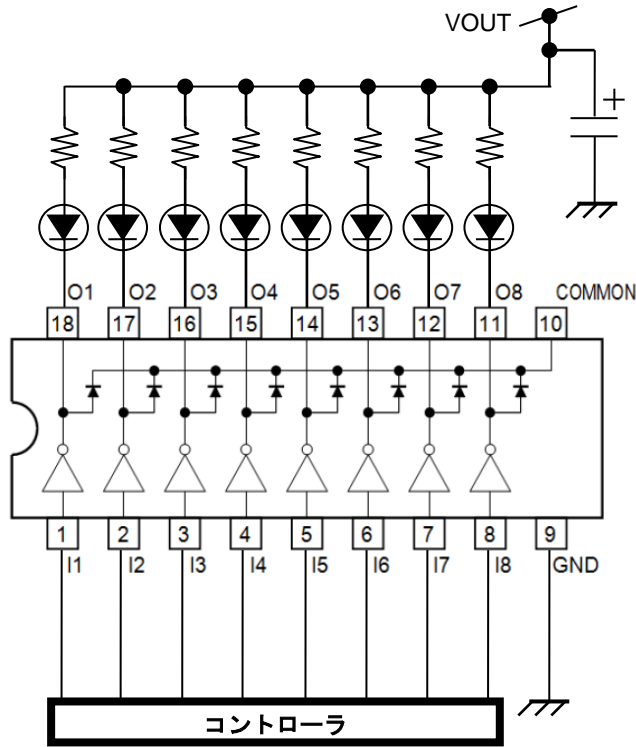 VOUT
+
O1 O2 O3 O4 O5 O6 O7 O8 COMMON
18 17 16 15 14 13 12 11 10
1 2 3 4 5 6 7 8 9
I1 I2 I3 I4 I5 I6 I7 I8 GND
コントローラ